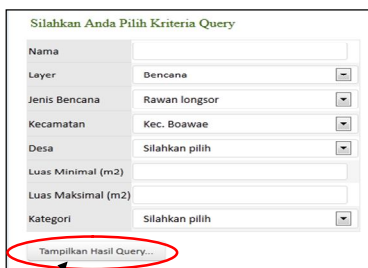 Silahkan Anda Pilih Kriteria Query
Nama
Layer Bencana
Jenis Bencana Rawan longsor
Kecamatan Kec. Boawae
Desa Silahkan pilih
Luas Minimal (m2)
Luas Maksimal (m2)
Kategori Silahkan pilih
Tampilkan Hasil Query...